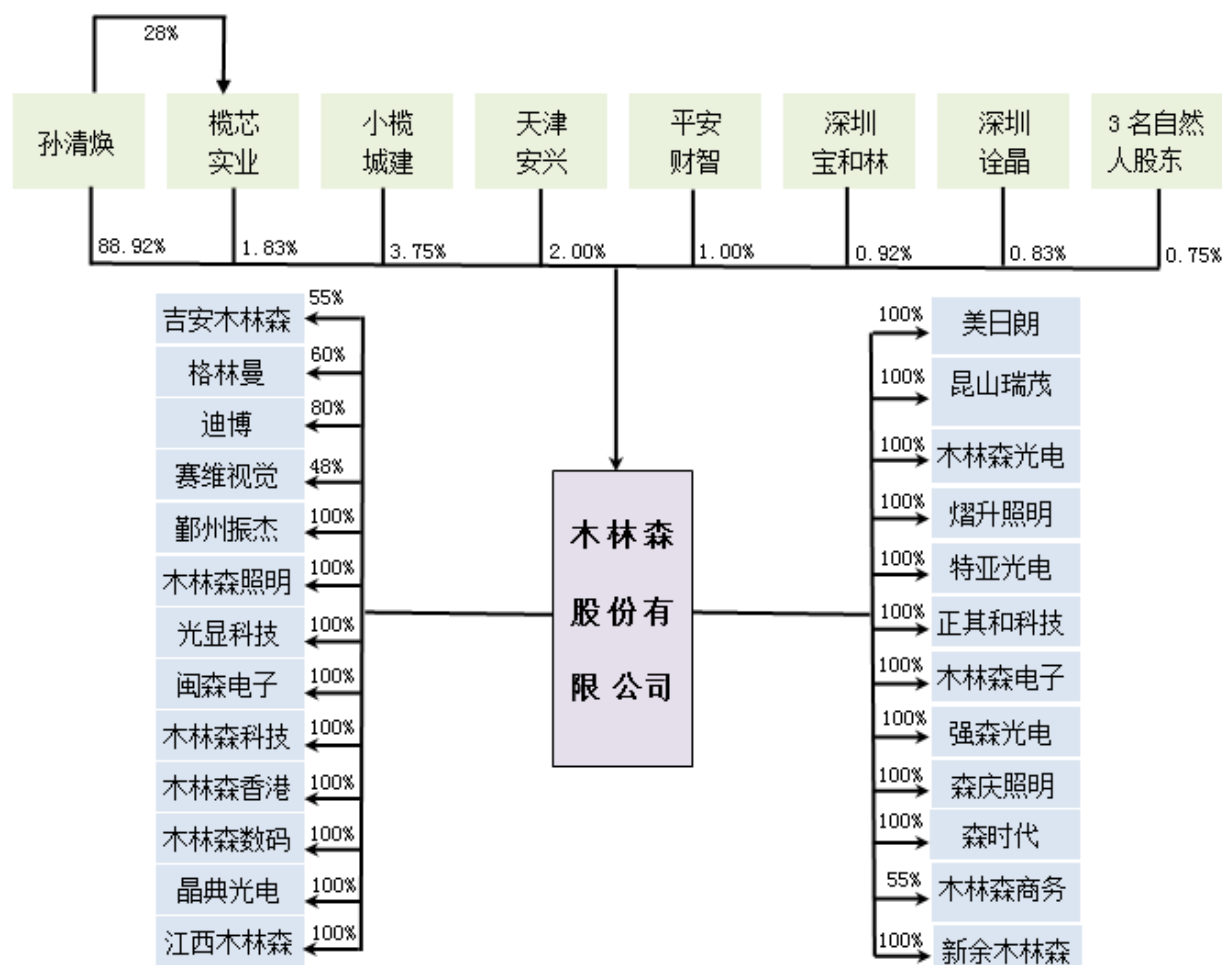 28%
孙清焕
榄芯
实业
小榄
城建
天津
安兴
平安
财智
深圳
宝和林
深圳
诠晶
3 名自然
人股东
88.92%
1.83%
3.75%
2.00%
1.00%
0.92%
0.83%
0.75%
55%
吉安木林森
60%
格林曼
80%
迪博
48%
赛维视觉
100%
鄞州振杰
100%
木林森照明
100%
光显科技
100%
闽森电子
100%
木林森科技
100%
木林森香港
100%
木林森数码
100%
晶典光电
100%
江西木林森
木林森
股份有
限公司
100%
美日朗
100%
昆山瑞茂
100%
木林森光电
100%
熠升照明
100%
特亚光电
100%
正其和科技
100%
木林森电子
100%
强森光电
100%
森庆照明
100%
森时代
55%
木林森商务
100%
新余木林森